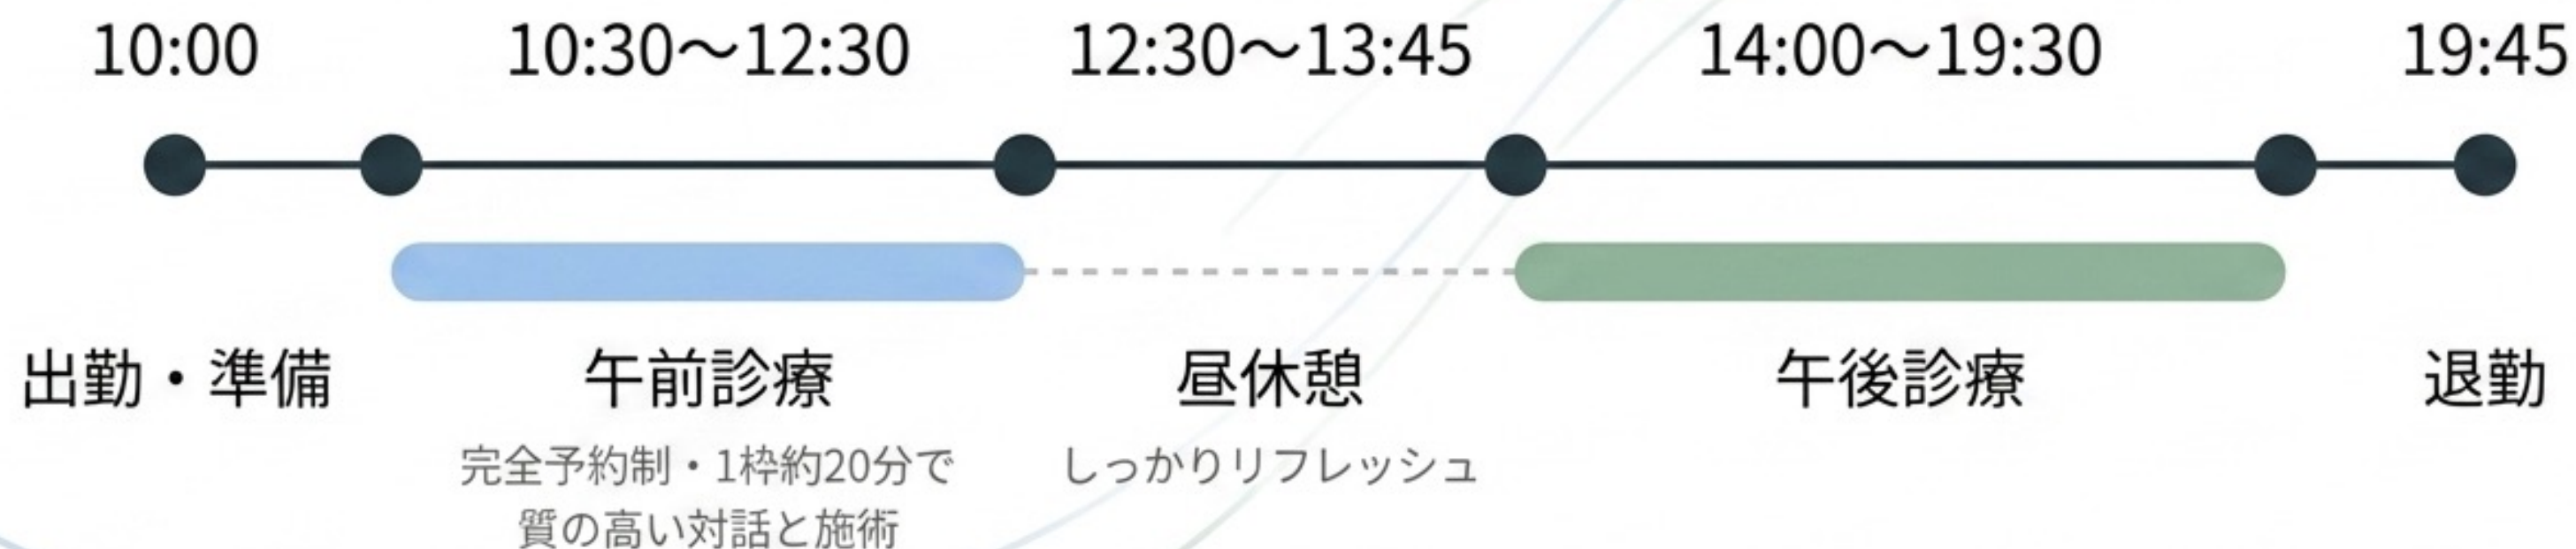 10:00
10:30〜12:30
12:30〜13:45
14:00〜19:30
19:45
出勤・準備
午前診療
昼休憩
午後診療
退勤
完全予約制・1枠約20分で
質の高い対話と施術
しっかりリフレッシュ